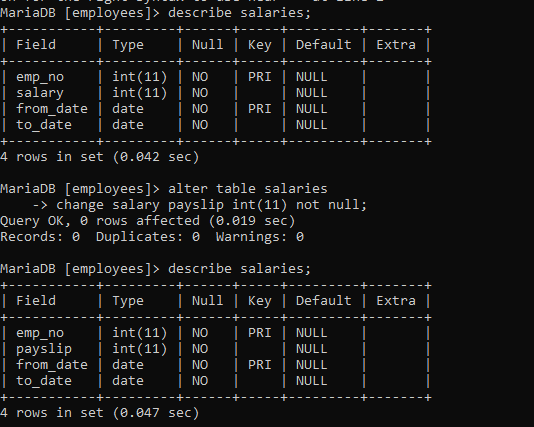 MariaDB [employees]> describe salaries;
+-----------+---------+------+-----+---------+-------+
| Field     | Type    | Null | Key | Default | Extra |
+-----------+---------+------+-----+---------+-------+
| emp_no    | int(11) | NO   | PRI | NULL    |       |
| salary    | int(11) | NO   |     | NULL    |       |
| from_date | date    | NO   | PRI | NULL    |       |
| to_date   | date    | NO   |     | NULL    |       |
+-----------+---------+------+-----+---------+-------+
4 rows in set (0.042 sec)
MariaDB [employees]> alter table salaries
    -> change salary payslip int(11) not null;
Query OK, 0 rows affected (0.019 sec)
Records: 0  Duplicates: 0  Warnings: 0
MariaDB [employees]> describe salaries;
+-----------+---------+------+-----+---------+-------+
| Field     | Type    | Null | Key | Default | Extra |
+-----------+---------+------+-----+---------+-------+
| emp_no    | int(11) | NO   | PRI | NULL    |       |
| payslip   | int(11) | NO   |     | NULL    |       |
| from_date | date    | NO   | PRI | NULL    |       |
| to_date   | date    | NO   |     | NULL    |       |
+-----------+---------+------+-----+---------+-------+
4 rows in set (0.047 sec)